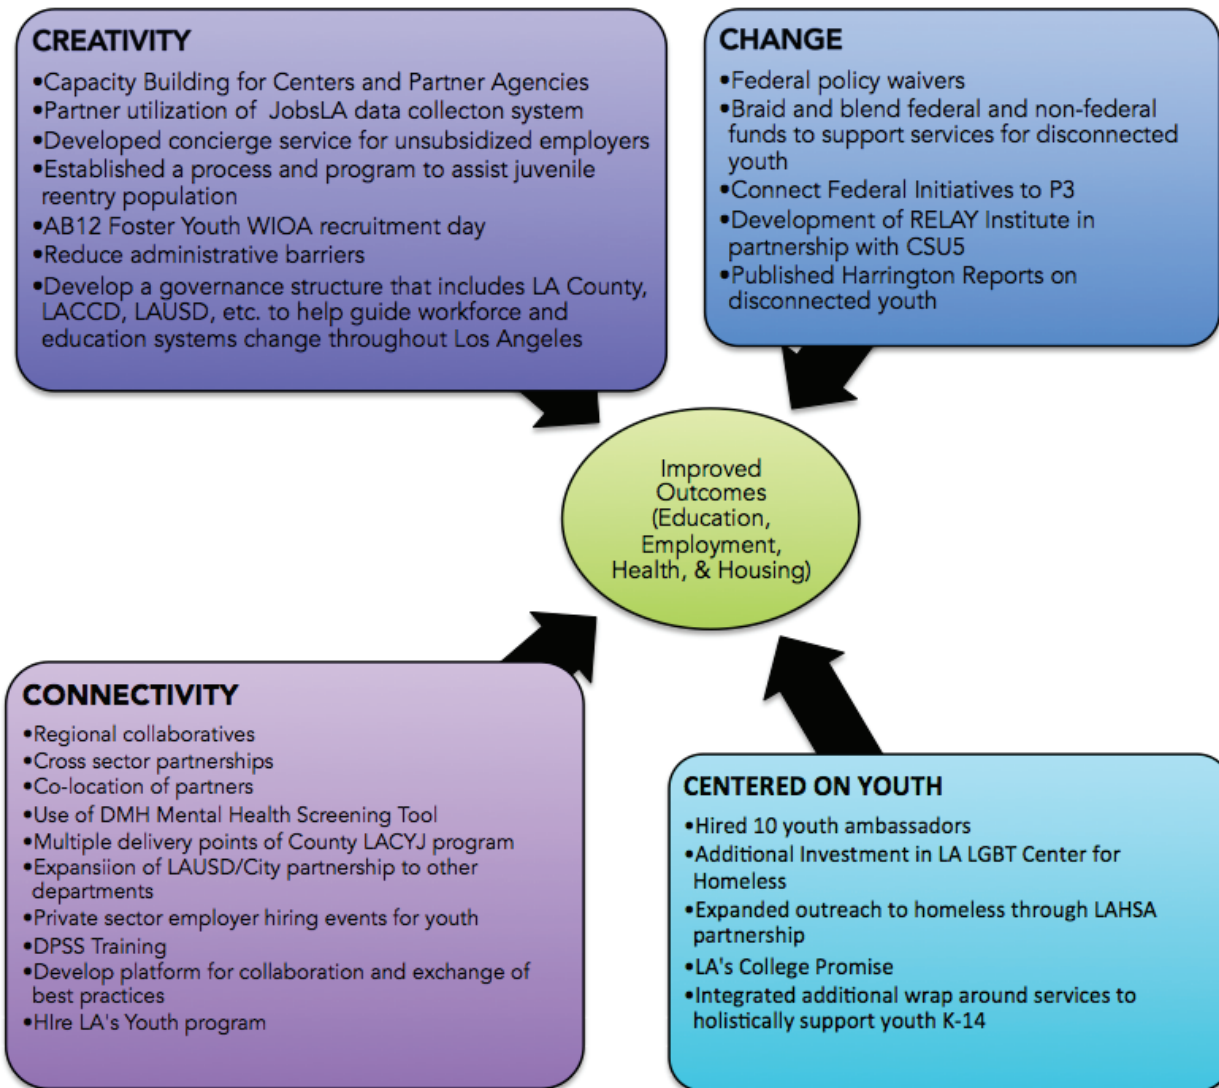 CREATIVITY
•Capacity Building for Centers and Partner Agencies
•Partner utilization of  JobsLA data collecton system
•Developed concierge service for unsubsidized employers
•Established a process and program to assist juvenile
reentry population
•AB12 Foster Youth WIOA recruitment day
•Reduce administrative barriers
•Develop a governance structure that includes LA County,
LACCD, LAUSD, etc. to help guide workforce and
education systems change throughout Los Angeles
CHANGE
•Federal policy waivers
•Braid and blend federal and non-federal
funds to support services for disconnected
youth
•Connect Federal Initiatives to P3
•Development of RELAY Institute in
partnership with CSU5
•Published Harrington Reports on
disconnected youth
Improved
Outcomes
(Education,
Employment,
Health, & Housing)
CONNECTIVITY
•Regional collaboratives
•Cross sector partnerships
•Co-location of partners
•Use of DMH Mental Health Screening Tool
•Multiple delivery points of County LACYJ program
•Expansiion of LAUSD/City partnership to other
departments
•Private sector employer hiring events for youth
•DPSS Training
•Develop platform for collaboration and exchange of
best practices
•HIre LA's Youth program
CENTERED ON YOUTH
•Hired 10 youth ambassadors
•Additional Investment in LA LGBT Center for
Homeless
•Expanded outreach to homeless through LAHSA
partnership
•LA's College Promise
•Integrated additional wrap around services to
holistically support youth K-14